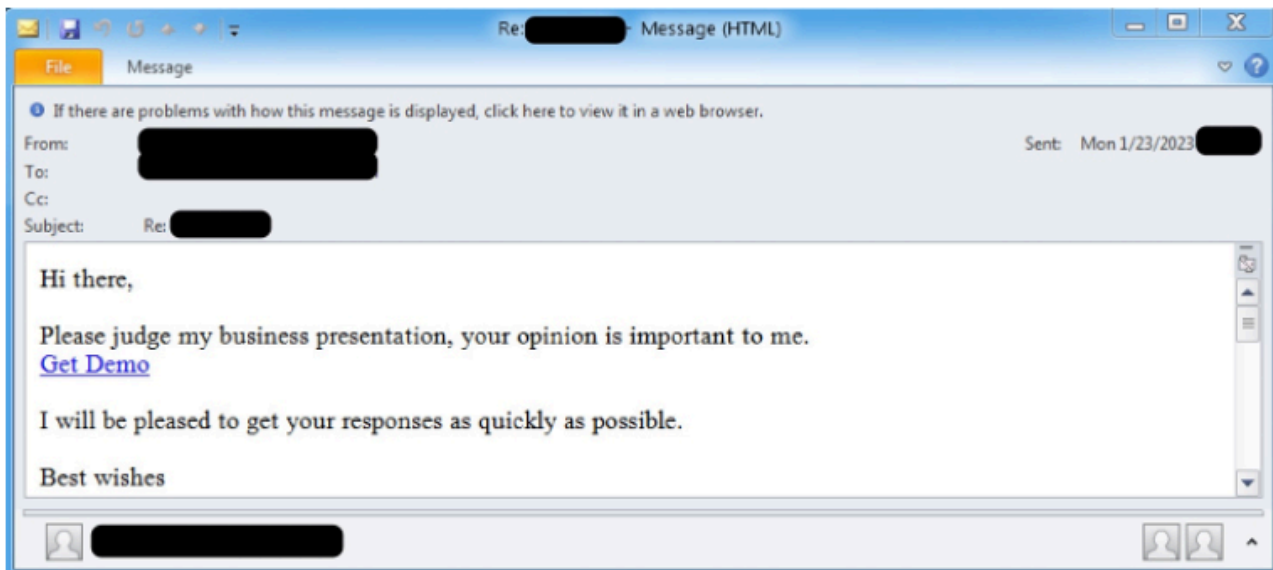 Re: - Message (HTML)
File Message
If there are problems with how this message is displayed, click here to view it in a web browser.
From: Sent: Mon 1/23/2023
To:
Cc:
Subject: Re:
Hi there,
Please judge my business presentation, your opinion is important to me.
Get Demo
I will be pleased to get your responses as quickly as possible.
Best wishes